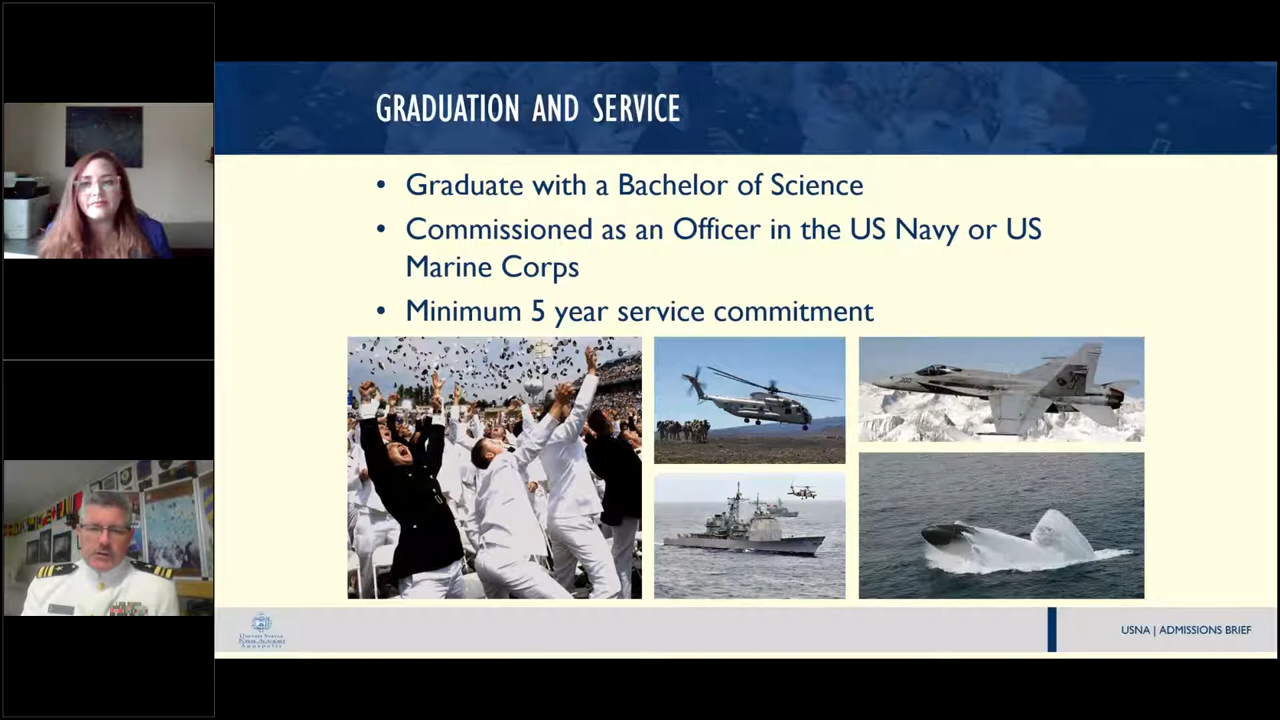 GRADUATION AND SERVICE
• Graduate with a Bachelor of Science
• Commissioned as an Officer in the US Navy or US
Marine Corps
• Minimum 5 year service commitment
300
UNITED STATES
NAVAL ACADEMY
Annapolis
USNA | ADMISSIONS BRIEF